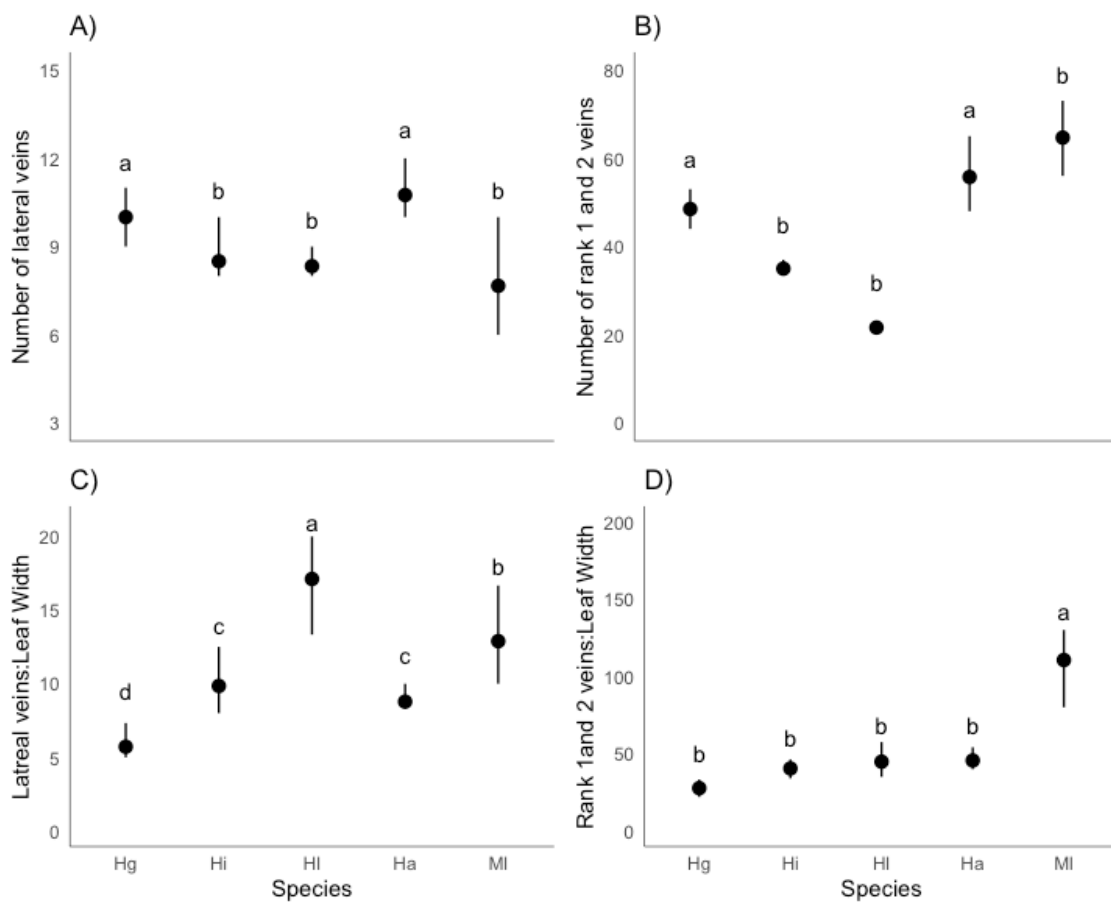 A)
Number of lateral veins
15
12
9
6
3
a
b
b
a
b
B)
Number of rank 1 and 2 veins
80
60
40
20
0
a
b
b
a
b
C)
Latreal veins:Leaf Width
20
15
10
5
0
d
c
a
c
b
Hg Hi Hl Ha Ml
Species
D)
Rank 1and 2 veins:Leaf Width
200
150
100
50
0
b
b
b
b
a
Hg Hi Hl Ha Ml
Species